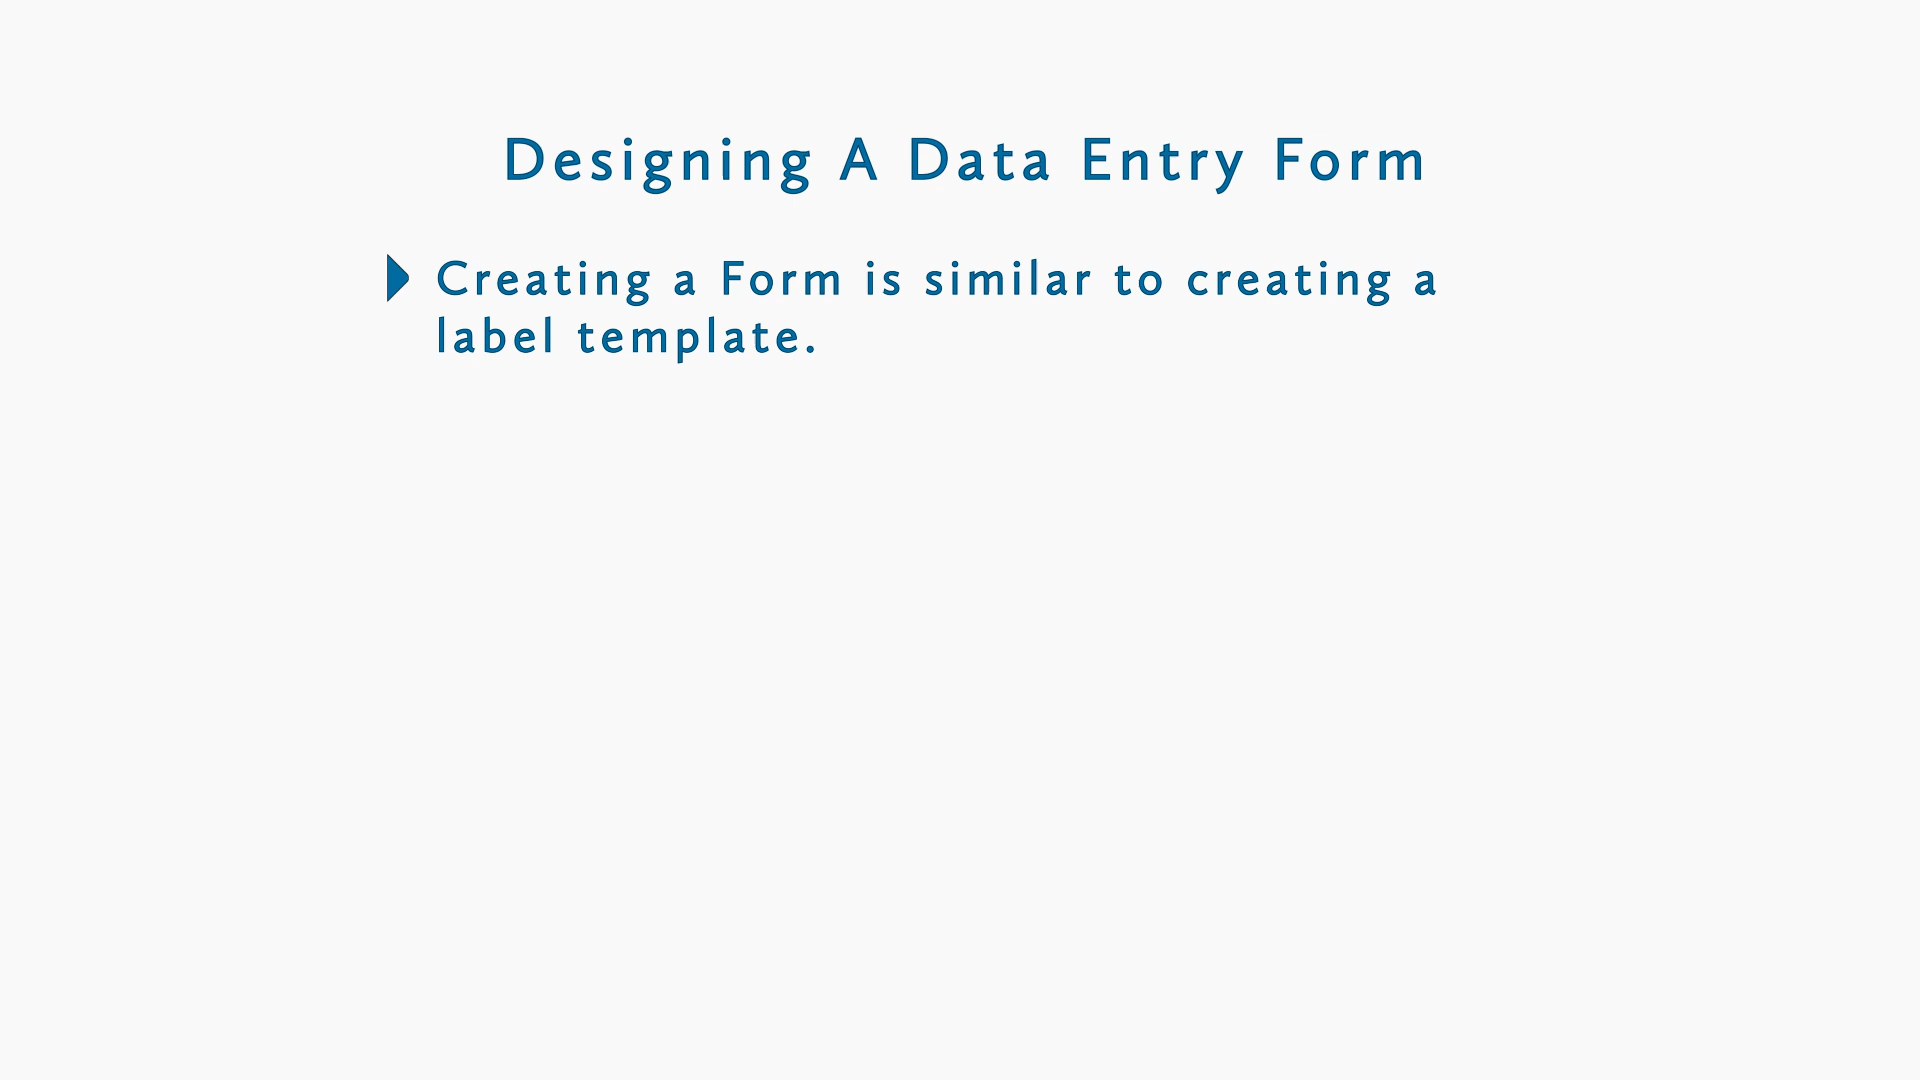 Designing A Data Entry Form
Creating a Form is similar to creating a
label template.